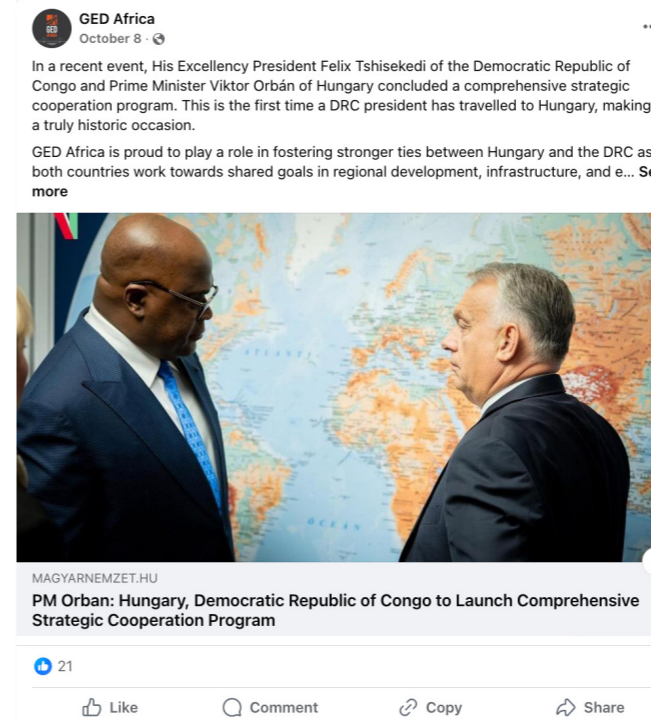 GED Africa
October 8 ·
In a recent event, His Excellency President Felix Tshisekedi of the Democratic Republic of
Congo and Prime Minister Viktor Orbán of Hungary concluded a comprehensive strategic
cooperation program. This is the first time a DRC president has travelled to Hungary, making
a truly historic occasion.
GED Africa is proud to play a role in fostering stronger ties between Hungary and the DRC as
both countries work towards shared goals in regional development, infrastructure, and e...
more
ATLANTI
OCEAN
MAGYARNEMZET.HU
PM Orban: Hungary, Democratic Republic of Congo to Launch Comprehensive
Strategic Cooperation Program
21
Like
Comment
Copy
Share